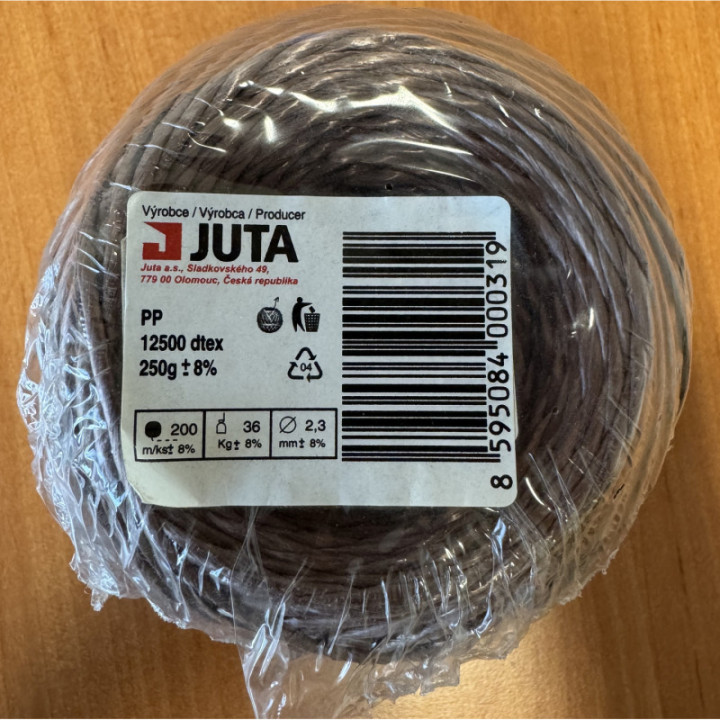 Výrobce / Výrobca / Producer
JUTA
Juta a.s., Sladkovského 49,
779 00 Olomouc, Česká republika
PP
12500 dtex
250g ± 8%
04
200
m/ks± 8%
36
Kg± 8%
2,3
mm± 8%
8 595084 000319